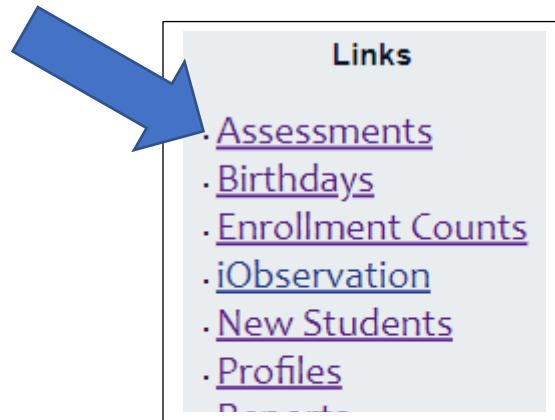 Links
· Assessments
· Birthdays
· Enrollment Counts
· iObservation
· New Students
· Profiles